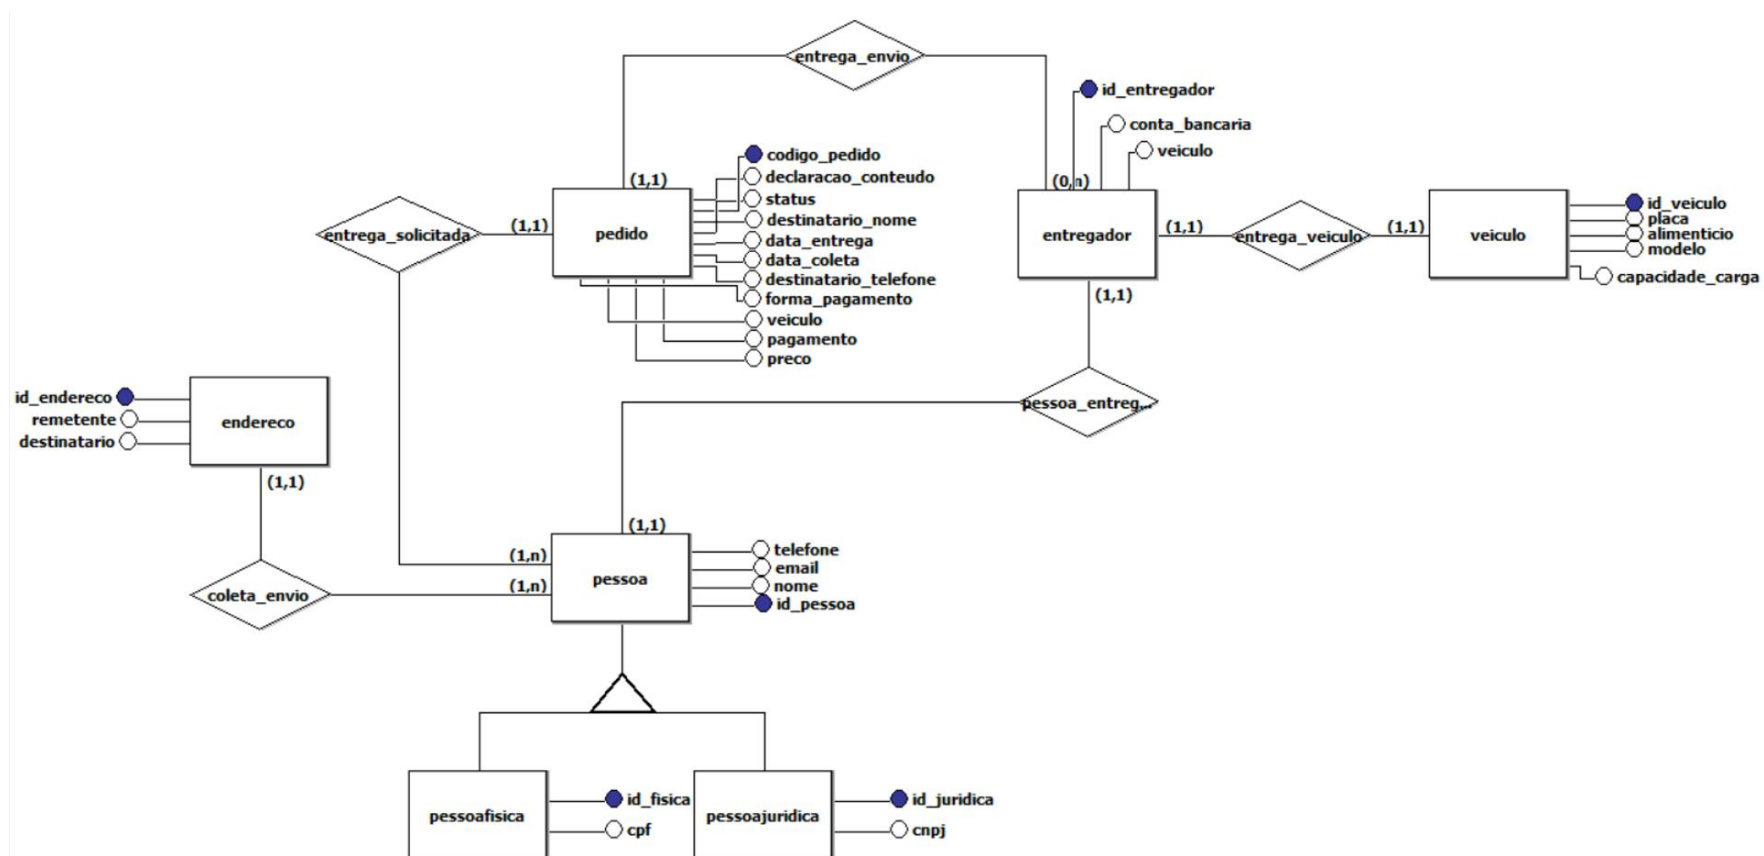 entrega_envio
id_entregador
conta_bancaria
veiculo
codigo_pedido
declaracao_conteudo
status
destinatario_nome
data_entrega
data_coleta
destinatario_telefone
forma_pagamento
veiculo
pagamento
preco
(1,1)
(0,n)
entrega_solicitada
(1,1)
pedido
entregador
(1,1)
entrega_veiculo
(1,1)
veiculo
id_veiculo
placa
alimenticio
modelo
capacidade_carga
(1,1)
id_endereco
remetente
destinatario
endereco
(1,1)
pessoa_entreg...
(1,1)
(1,n)
(1,n)
coleta_envio
pessoa
telefone
email
nome
id_pessoa
pessoafisica
id_fisica
cpf
pessoajuridica
id_juridica
cnpj